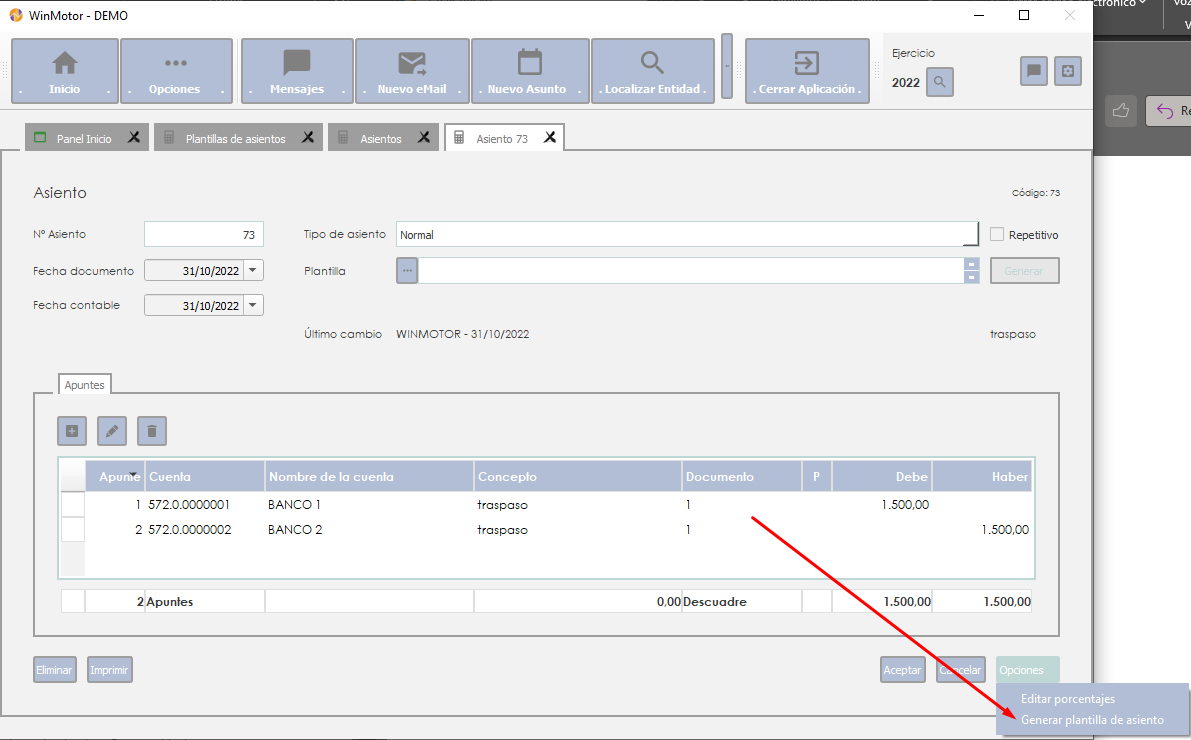 WinMotor - DEMO
ctrónico
Voz
Inicio
Opciones
Mensajes
Nuevo eMail
Nuevo Asunto
Localizar Entidad
Cerrar Aplicación
Ejercicio
2022
Re
Panel Inicio
Plantillas de asientos
Asientos
Asiento 73
Asiento
Código: 73
Nº Asiento
73
Tipo de asiento
Normal
Repetitivo
Fecha documento
31/10/2022
Plantilla
Generar
Fecha contable
31/10/2022
Último cambio
WINMOTOR - 31/10/2022
traspaso
Apuntes
Apunte Cuenta Nombre de la cuenta Concepto Documento P Debe Haber
1 572.0.0000001 BANCO 1 traspaso 1 1.500,00
2 572.0.0000002 BANCO 2 traspaso 1 1.500,00
2 Apuntes 0,00 Descuadre 1.500,00 1.500,00
Eliminar
Imprimir
Aceptar
Cancelar
Opciones
Editar porcentajes
Generar plantilla de asiento